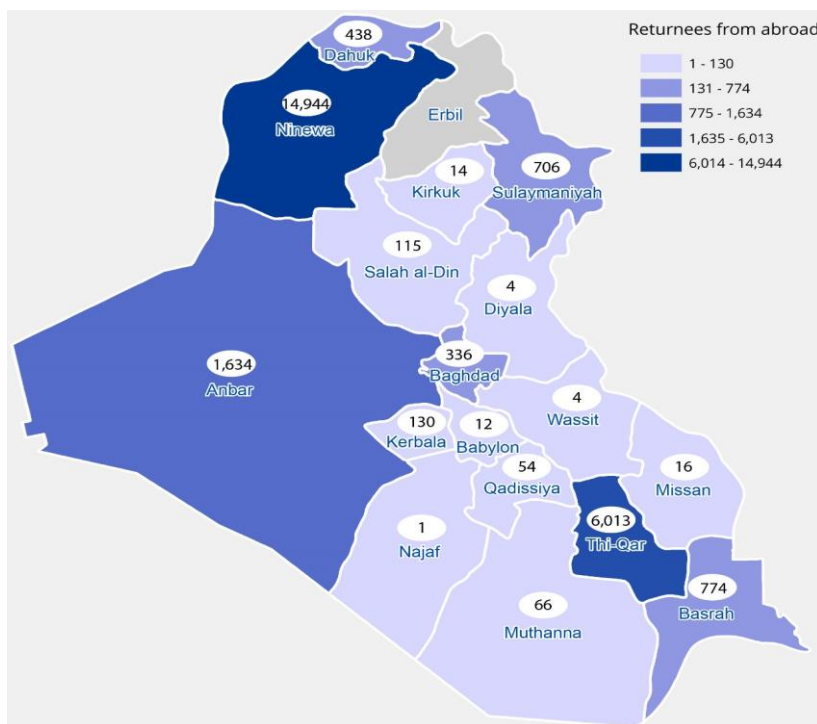 Returnees from abroad
1 - 130
131 - 774
775 - 1,634
1,635 - 6,013
6,014 - 14,944
438
Dahuk
14,944
Ninewa
Erbil
14
Kirkuk
706
Sulaymaniyah
115
Salah al-Din
4
Diyala
1,634
Anbar
336
Baghdad
4
Wassit
130
Kerbala
12
Babylon
54
Qadissiya
16
Missan
1
Najaf
6,013
Thi-Qar
774
Basrah
66
Muthanna